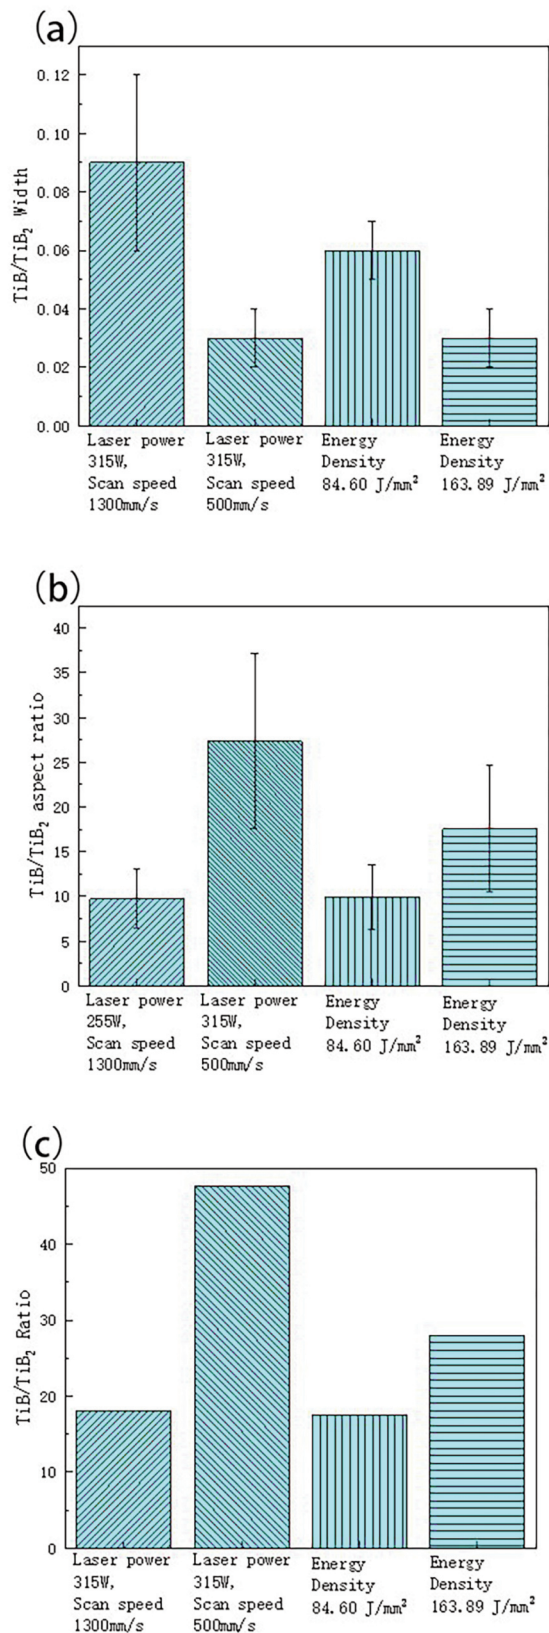 (a)
TiB/TiB₂ Width
0.12
0.10
0.08
0.06
0.04
0.02
0.00
Laser power
315W,
Scan speed
1300mm/s
Laser power
315W,
Scan speed
500mm/s
Energy
Density
84.60 J/mm²
Energy
Density
163.89 J/mm²
(b)
TiB/TiB₂ aspect ratio
40
35
30
25
20
15
10
5
0
Laser power
255W,
Scan speed
1300mm/s
Laser power
315W,
Scan speed
500mm/s
Energy
Density
84.60 J/mm²
Energy
Density
163.89 J/mm²
(c)
TiB/TiB₂ Ratio
50
40
30
20
10
0
Laser power
315W,
Scan speed
1300mm/s
Laser power
315W,
Scan speed
500mm/s
Energy
Density
84.60 J/mm²
Energy
Density
163.89 J/mm²